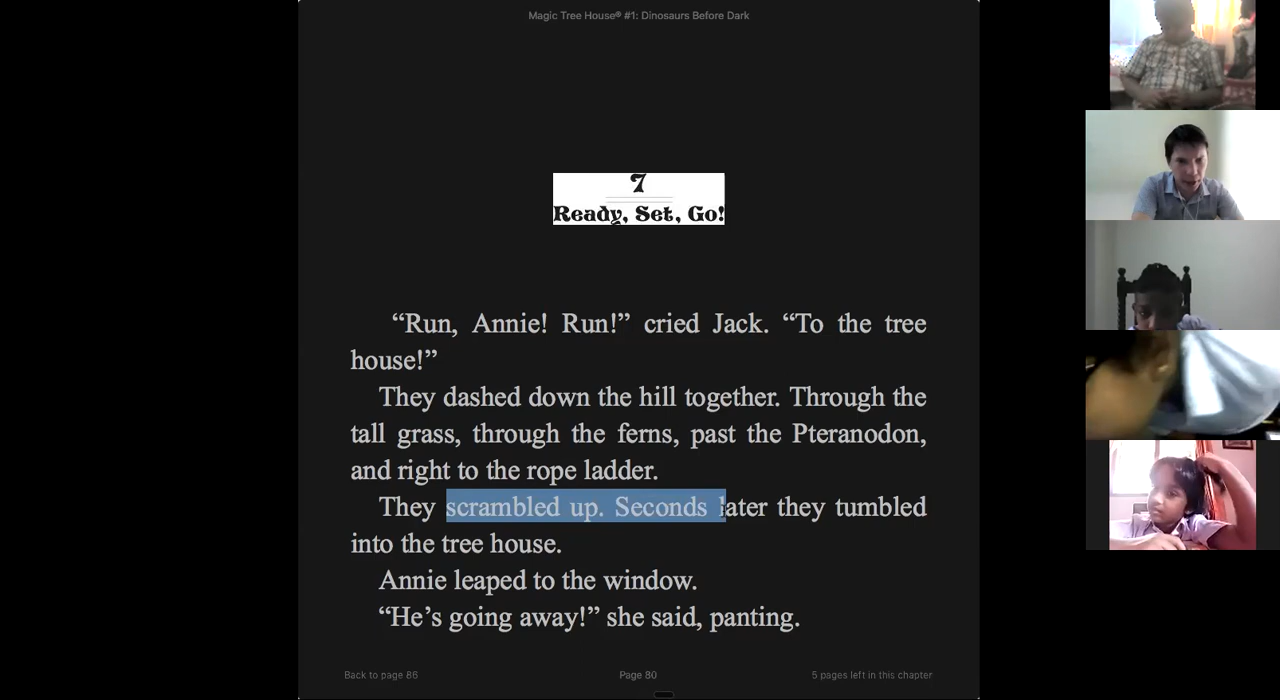 Magic Tree House® #1: Dinosaurs Before Dark
7
Ready, Set, Go!
“Run, Annie! Run!” cried Jack. “To the tree
house!”
They dashed down the hill together. Through the
tall grass, through the ferns, past the Pteranodon,
and right to the rope ladder.
They scrambled up. Seconds later they tumbled
into the tree house.
Annie leaped to the window.
“He’s going away!” she said, panting.
Back to page 86
Page 80
5 pages left in this chapter